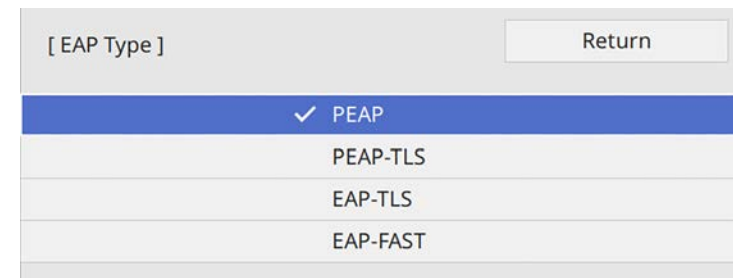 [ EAP Type ]
Return
PEAP
PEAP-TLS
EAP-TLS
EAP-FAST